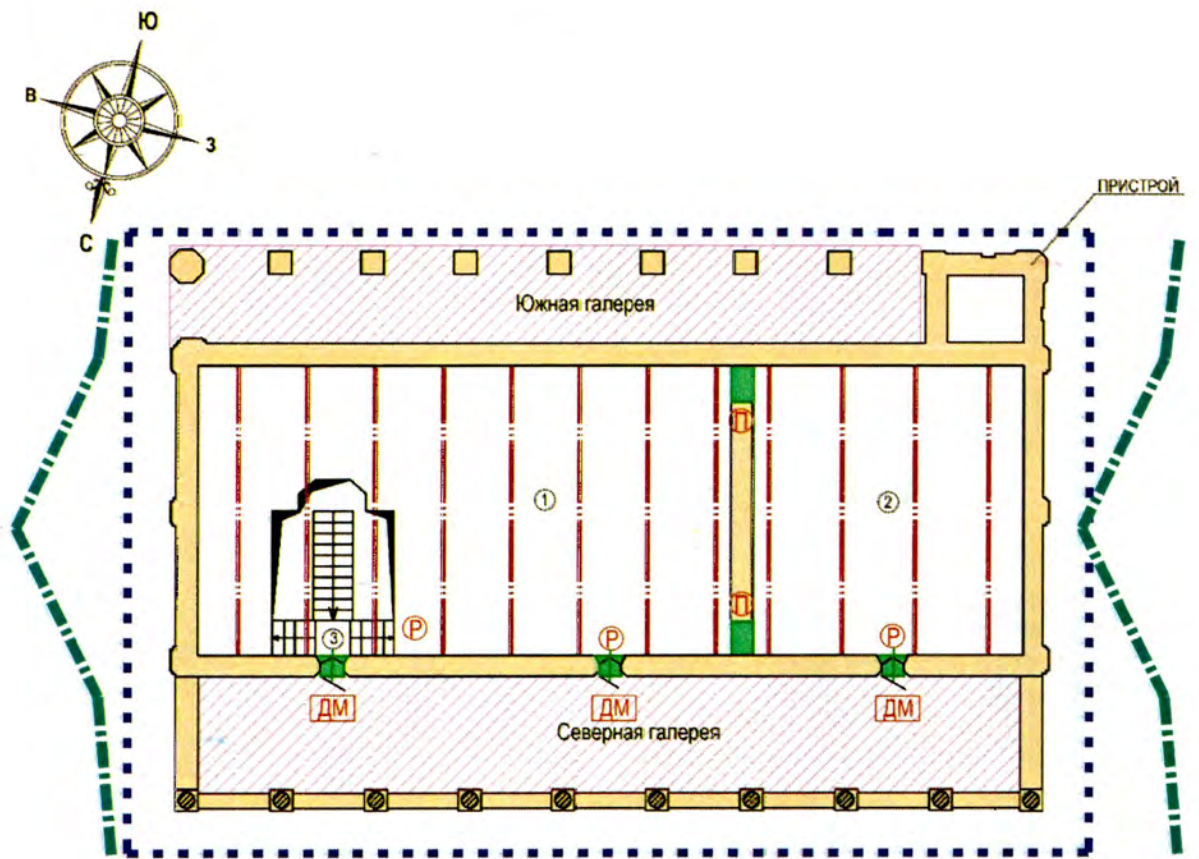 Ю
В
З
С
ПРИСТРОЙ
Южная галерея
П
1
2
П
3
Р
Р
Р
ДМ
ДМ
ДМ
Северная галерея